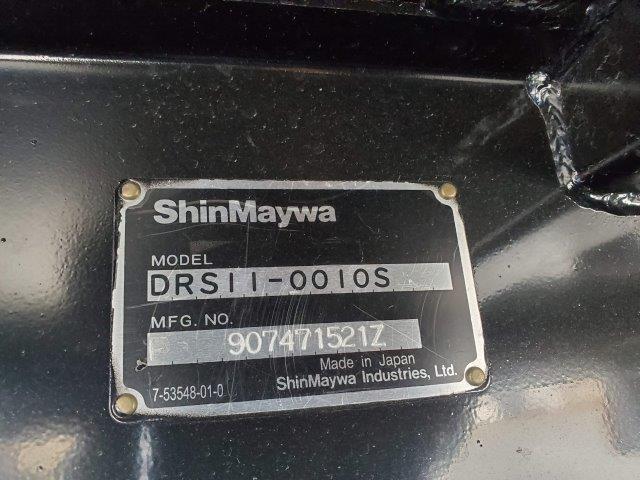 ShinMaywa
MODEL
DRS11-0010S
MFG. NO.
907471521Z
Made in Japan
7-53548-01-0
ShinMaywa Industries, Ltd.